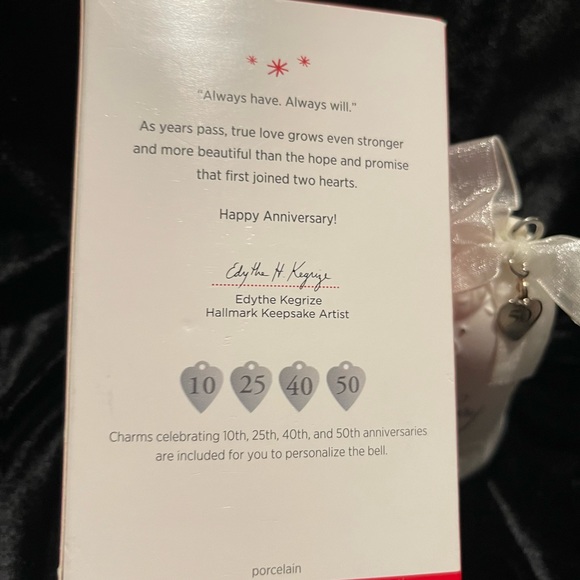 "Always have. Always will."
As years pass, true love grows even stronger
and more beautiful than the hope and promise
that first joined two hearts.
Happy Anniversary!
Edythe H Kegrize
Edythe Kegrize
Hallmark Keepsake Artist
10 25 40 50
Charms celebrating 10th, 25th, 40th, and 50th anniversaries
are included for you to personalize the bell.
porcelain